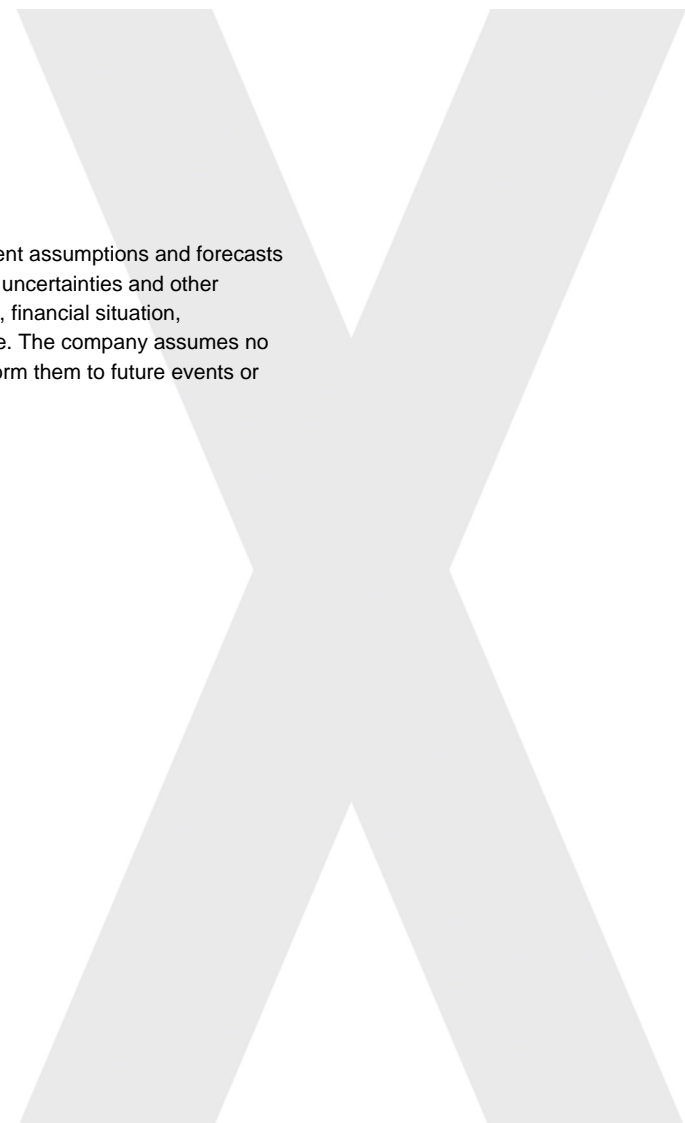 ent assumptions and forecasts
uncertainties and other
, financial situation,
e. The company assumes no
orm them to future events or
X